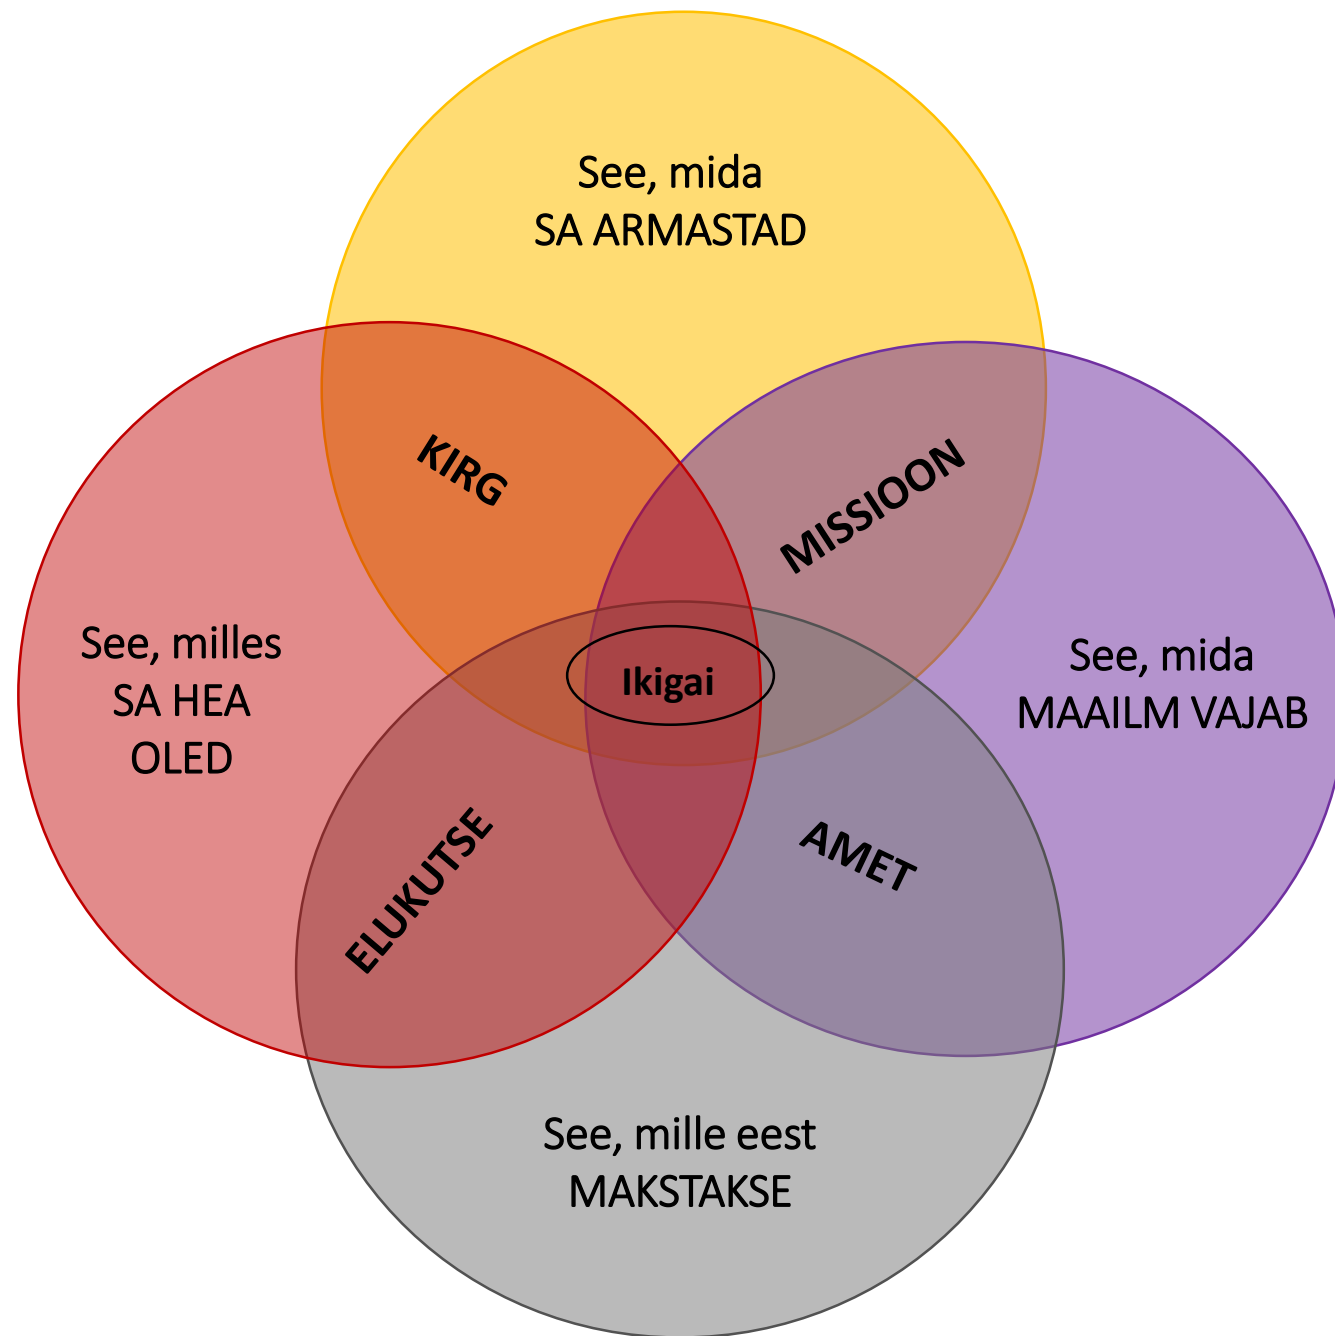 See, mida
SA ARMASTAD
KIRG
MISSIOON
See, milles
SA HEA
OLED
Ikigai
See, mida
MAAILM VAJAB
ELUKUTSE
AMET
See, mille eest
MAKSTAKSE